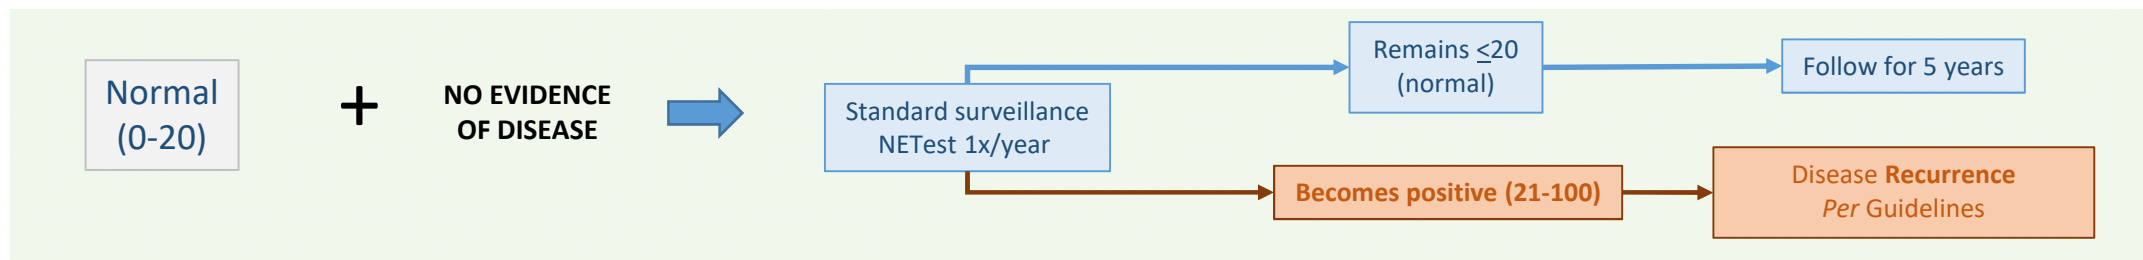 Normal
(0-20)
+
NO EVIDENCE
OF DISEASE
Standard surveillance
NETest 1x/year
Remains ≤20
(normal)
Follow for 5 years
Becomes positive (21-100)
Disease Recurrence
Per Guidelines